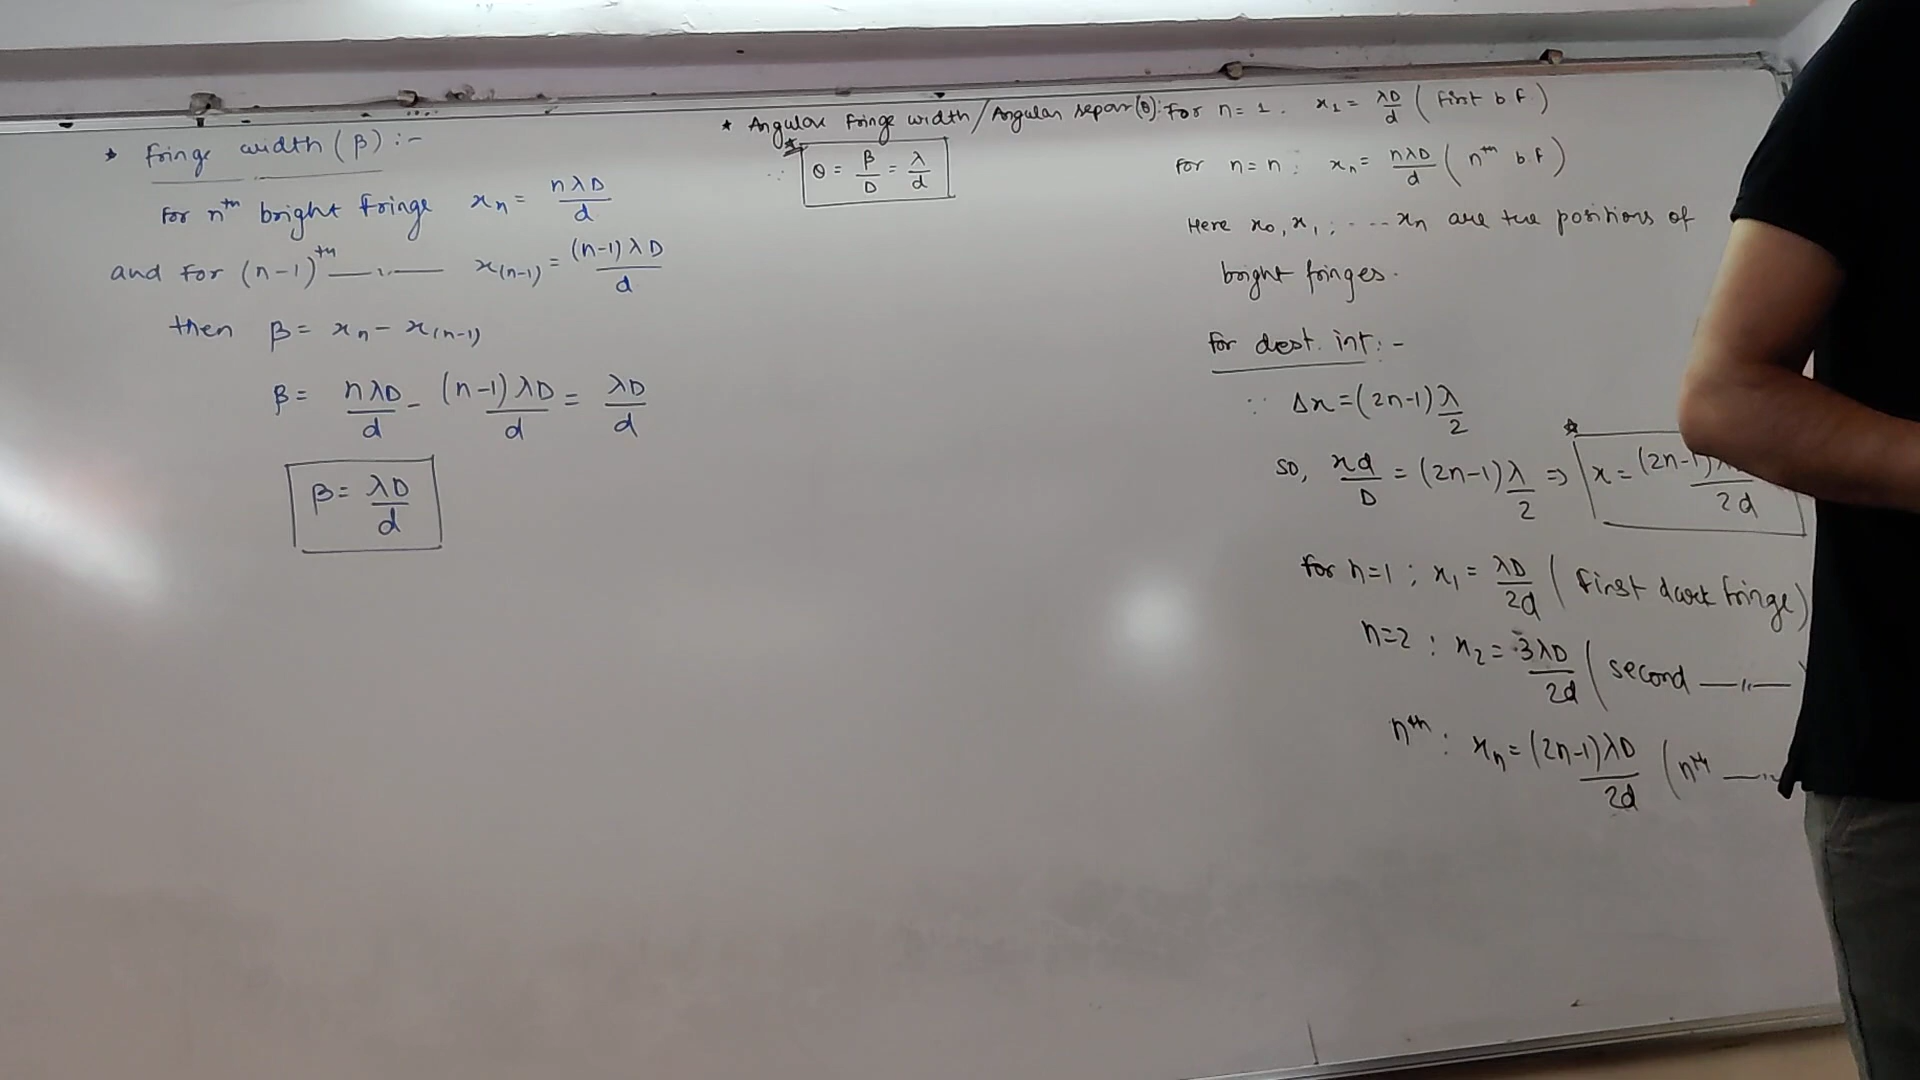 * Fringe width (β) :-
For nᵗʰ bright fringe xₙ = nλD/d
and for (n-1)ᵗʰ —〃— x₍ₙ₋₁₎ = (n-1)λD/d
then β = xₙ - x₍ₙ₋₁₎
β = nλD/d - (n-1)λD/d = λD/d
β = λD/d
* Angular Fringe width/Angular separ(θ):
∵ θ = β/D = λ/d
For n = 1. x₁ = λD/d (First b F.)
For n = n : xₙ = nλD/d (nᵗʰ b.f)
Here x₀, x₁, ; ---- xₙ are the positions of
bright fringes.
For dest. int. :-
∵ Δx = (2n-1) λ/2
so, xd/D = (2n-1) λ/2 ⇒ x = (2n-1)λ /2d
For n=1 ; x₁ = λD/2d (First dark fringe)
n=2 : x₂ = 3λD/2d (second —〃—
nᵗʰ : xₙ = (2n-1)λD/2d (nᵗʰ —〃